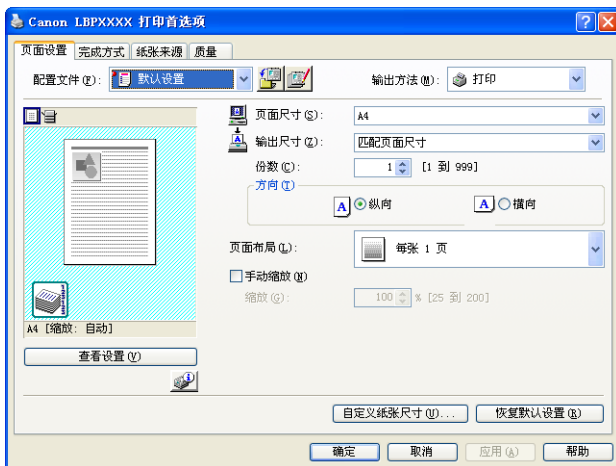 Canon LBPXXXX 打印首选项
页面设置 完成方式 纸张来源 质量
配置文件(F): 默认设置 输出方法(M): 打印
页面尺寸(S): A4
输出尺寸(Z): 匹配页面尺寸
份数(C): 1 [1 到 999]
方向(T)
A 纵向 A 横向
页面布局(L): 每张 1 页
手动缩放(N)
缩放(G): 100 % [25 到 200]
A4 [缩放: 自动]
查看设置(V)
自定义纸张尺寸(U)... 恢复默认设置(R)
确定 取消 应用(A) 帮助